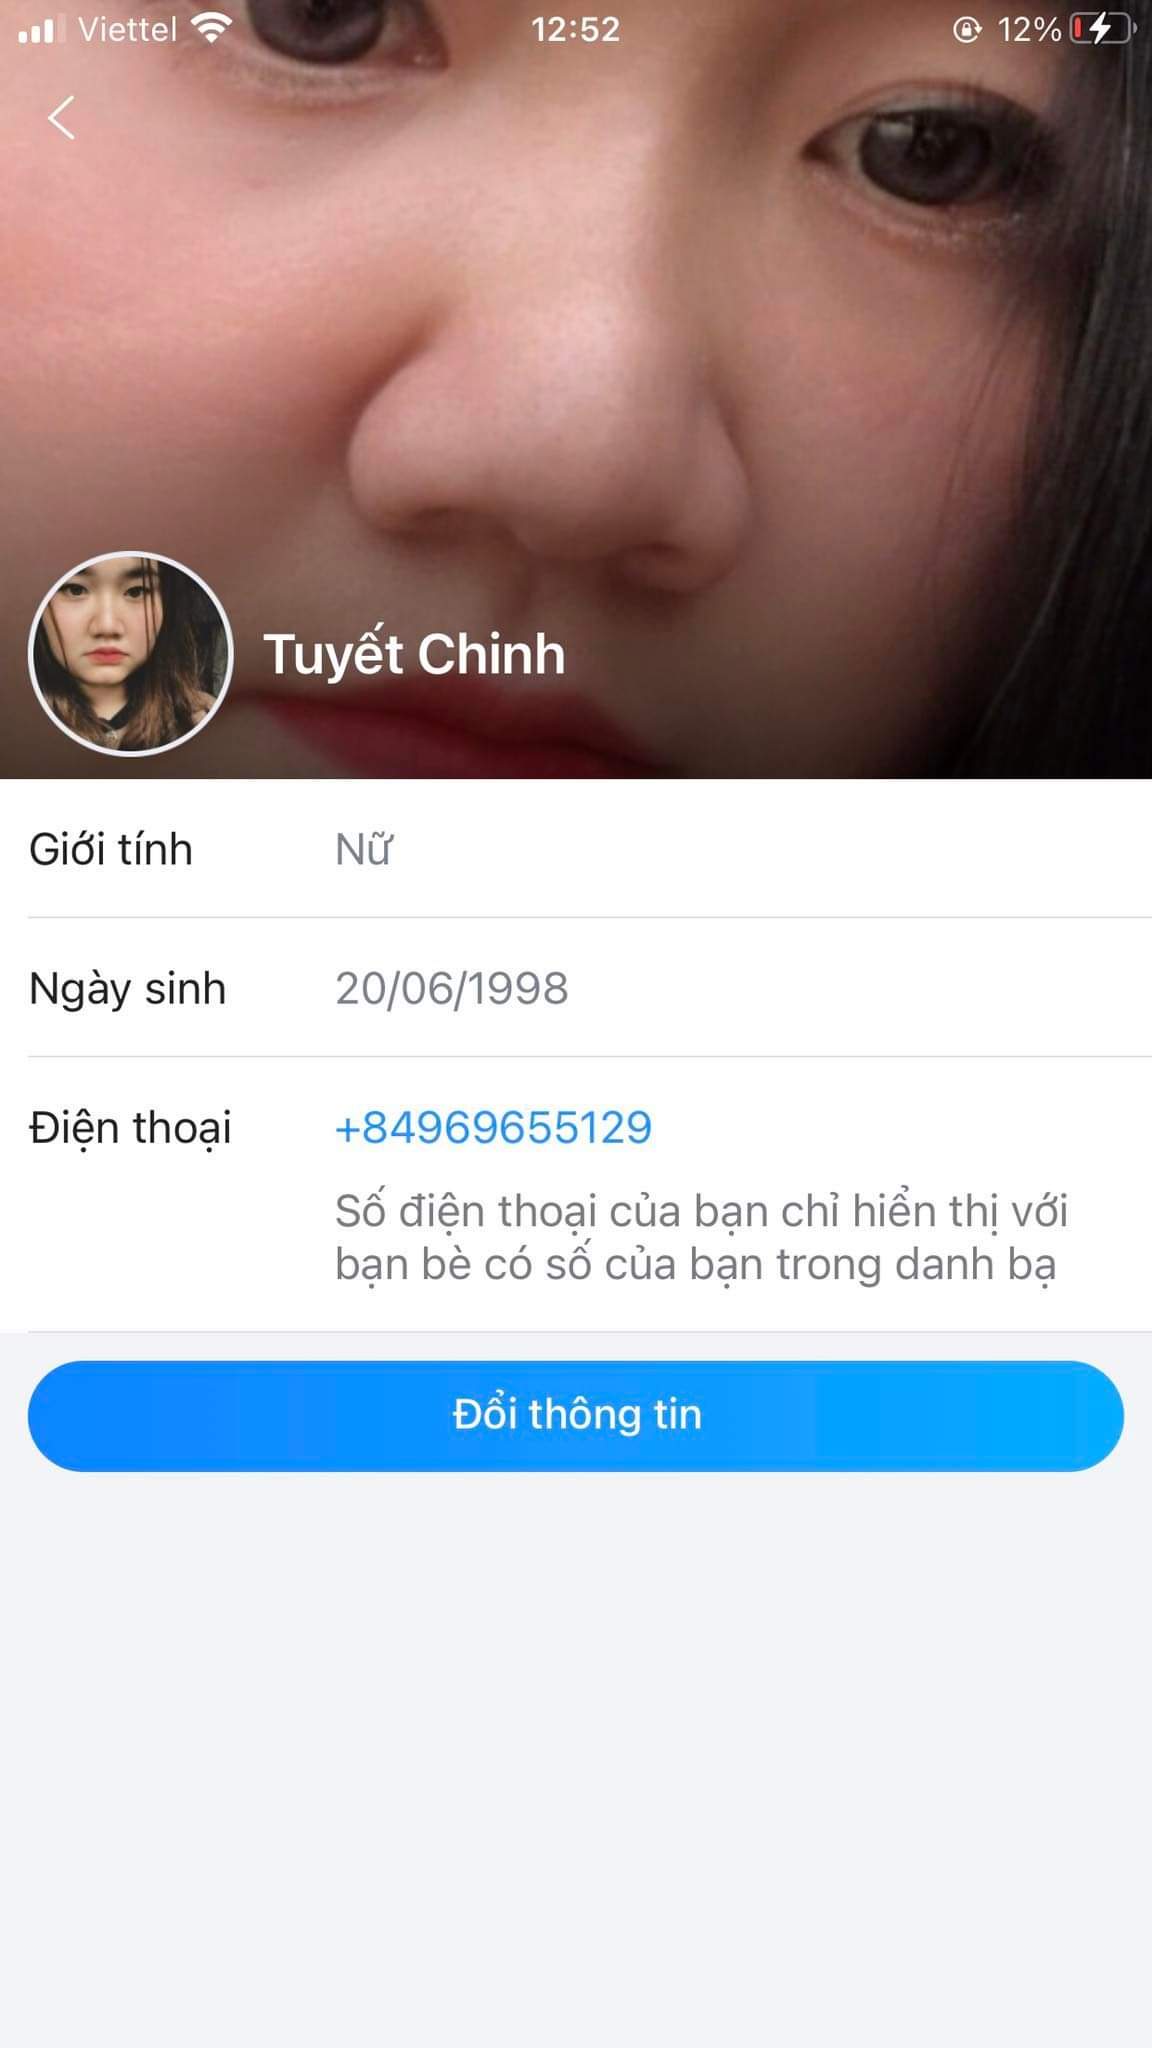 Viettel 12:52 12%
Tuyết Chinh
Giới tính Nữ
Ngày sinh 20/06/1998
Điện thoại +84969655129
Số điện thoại của bạn chỉ hiển thị với
bạn bè có số của bạn trong danh bạ
Đổi thông tin